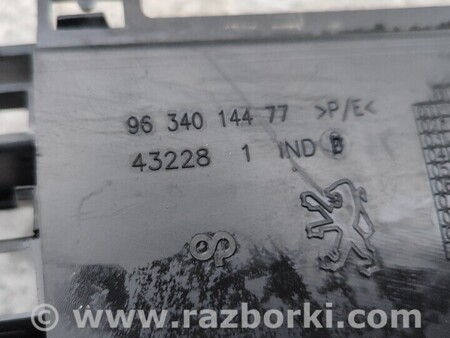 96 340 144 77 >P/E<
43228 1 IND B
www.razborki.com